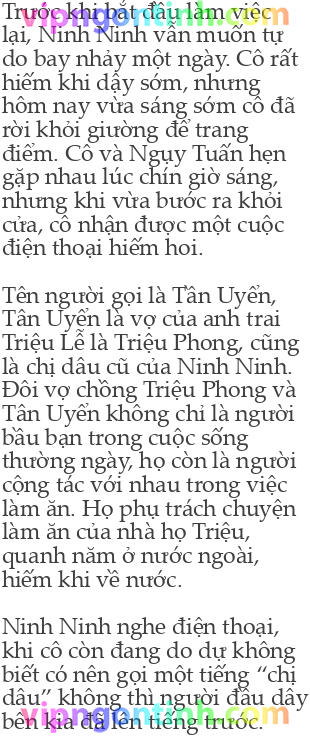 Trước khi bắt đầu làm việc
lại, Ninh Ninh vẫn muốn tự
do bay nhảy một ngày. Cô rất
hiếm khi dậy sớm, nhưng
hôm nay vừa sáng sớm cô đã
rời khỏi giường để trang
điểm. Cô và Ngụy Tuấn hẹn
gặp nhau lúc chín giờ sáng,
nhưng khi vừa bước ra khỏi
cửa, cô nhận được một cuộc
điện thoại hiếm hoi.
Tên người gọi là Tần Uyển,
Tân Uyển là vợ của anh trai
Triệu Lễ là Triệu Phong, cũng
là chị dâu cũ của Ninh Ninh.
Đôi vợ chồng Triệu Phong và
Tân Uyển không chỉ là người
bầu bạn trong cuộc sống
thường ngày, họ còn là người
cộng tác với nhau trong việc
làm ăn. Họ phụ trách chuyện
làm ăn của nhà họ Triệu,
quanh năm ở nước ngoài,
hiếm khi về nước.
Ninh Ninh nghe điện thoại,
khi cô còn đang do dự không
biết có nên gọi một tiếng “chị
dâu” không thì người đầu dây
bên kia đã lên tiếng trước.
vipngontinh.com
vipngontinh.com